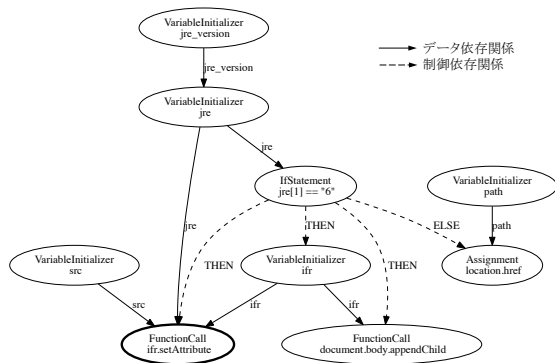 VariableInitializer
jre_version
データ依存関係
制御依存関係
jre_version
VariableInitializer
jre
jre
IfStatement
jre[1] == "6"
VariableInitializer
path
jre
THEN
ELSE
path
VariableInitializer
src
THEN
VariableInitializer
ifr
THEN
Assignment
location.href
src
ifr
ifr
FunctionCall
ifr.setAttribute
FunctionCall
document.body.appendChild